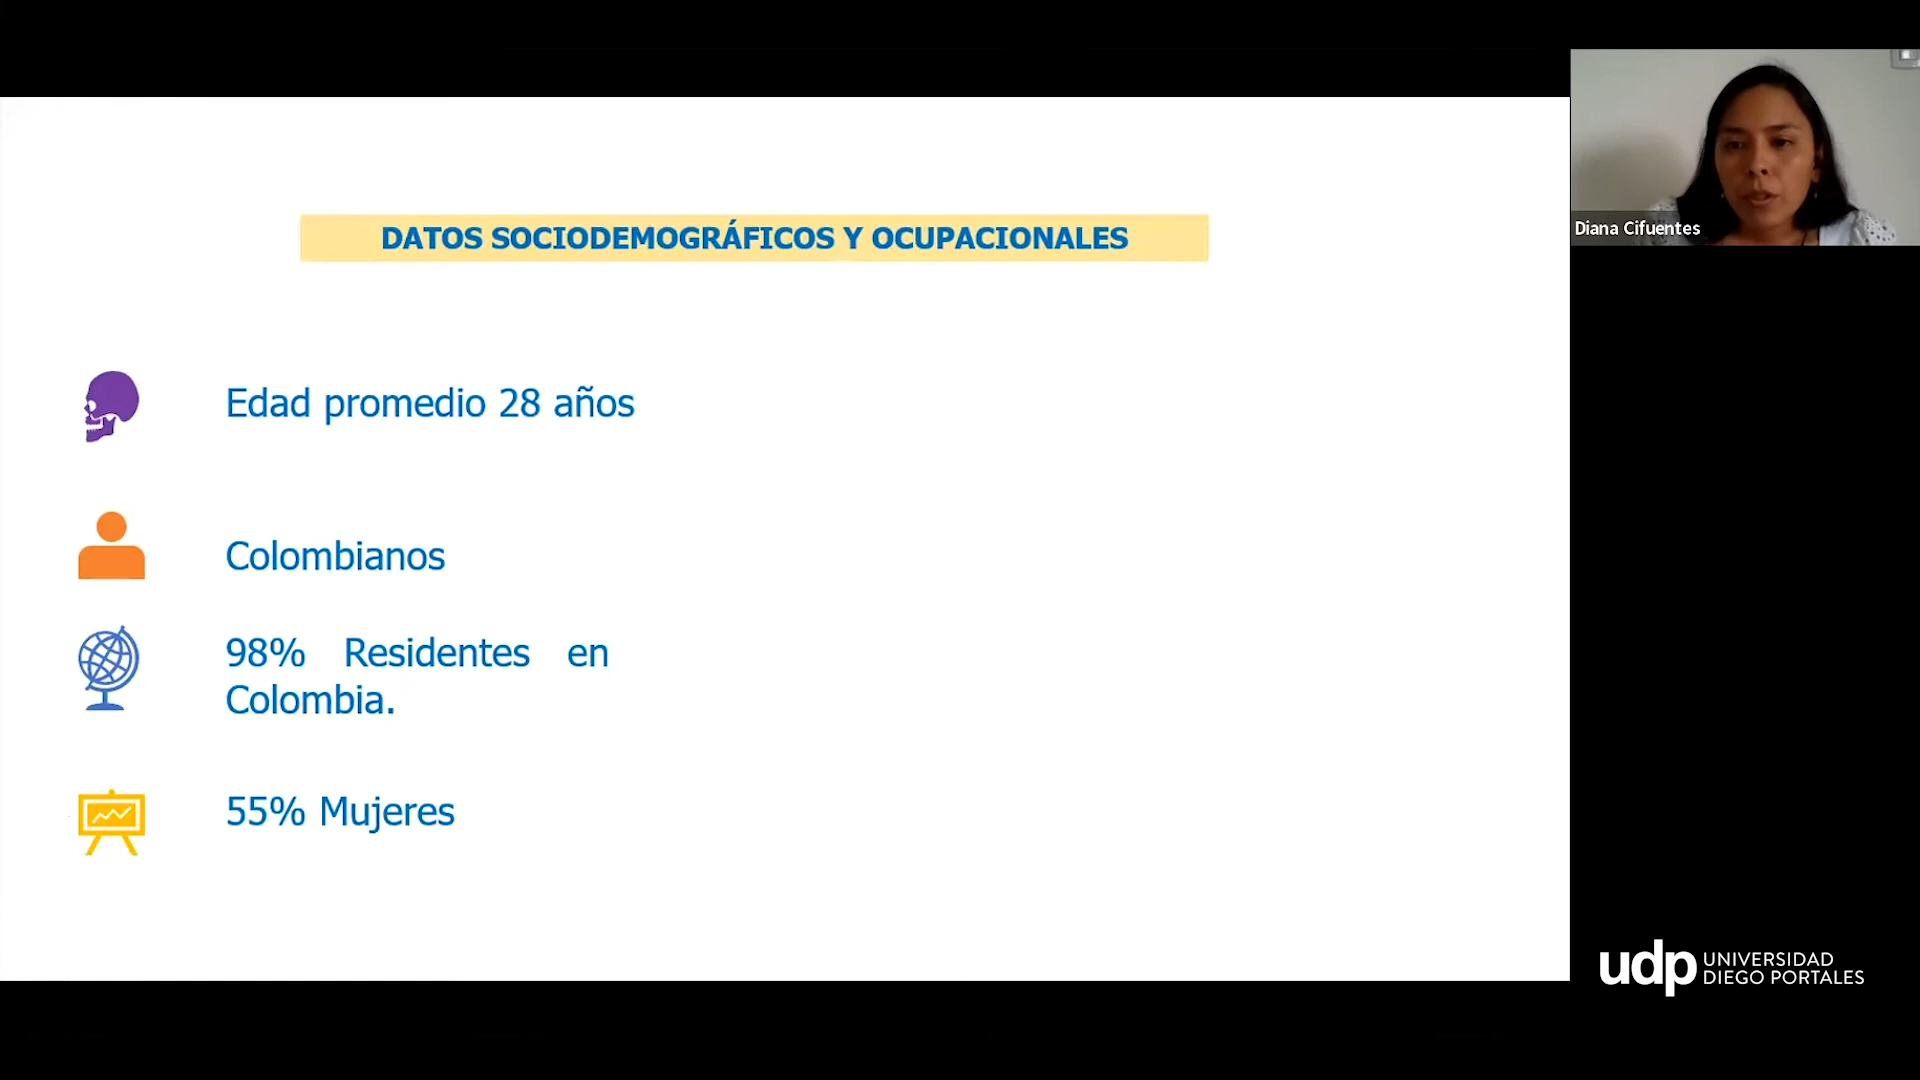 DATOS SOCIODEMOGRÁFICOS Y OCUPACIONALES
Edad promedio 28 años
Colombianos
98% Residentes en
Colombia.
55% Mujeres
Diana Cifuentes
udp UNIVERSIDAD
DIEGO PORTALES